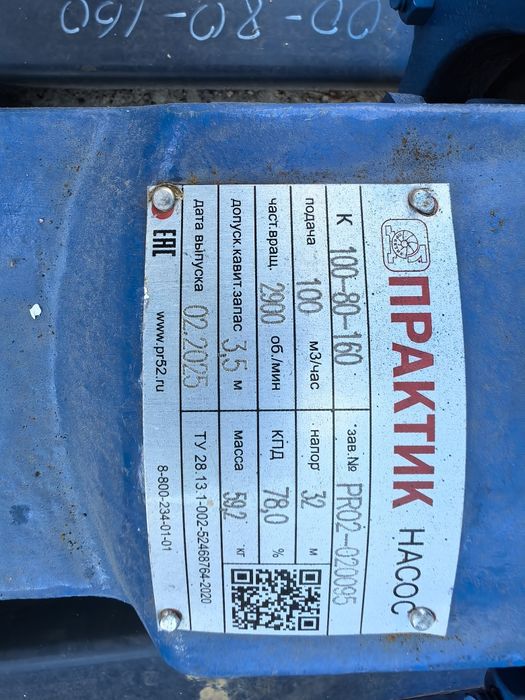 00-80-160
ПРАКТИК НАСОС
К 100-80-160 зав.№ PR02-020095
подача 100 м3/час напор 32 м
част.вращ. 2900 об./мин КПД 78,0 %
допуск кавит.запас 3,5 м масса 59,2 кг
дата выпуска 02.2025 ТУ 28.13.1-002-52468764-2020
ЕАС www.pr52.ru 8-800-234-01-01